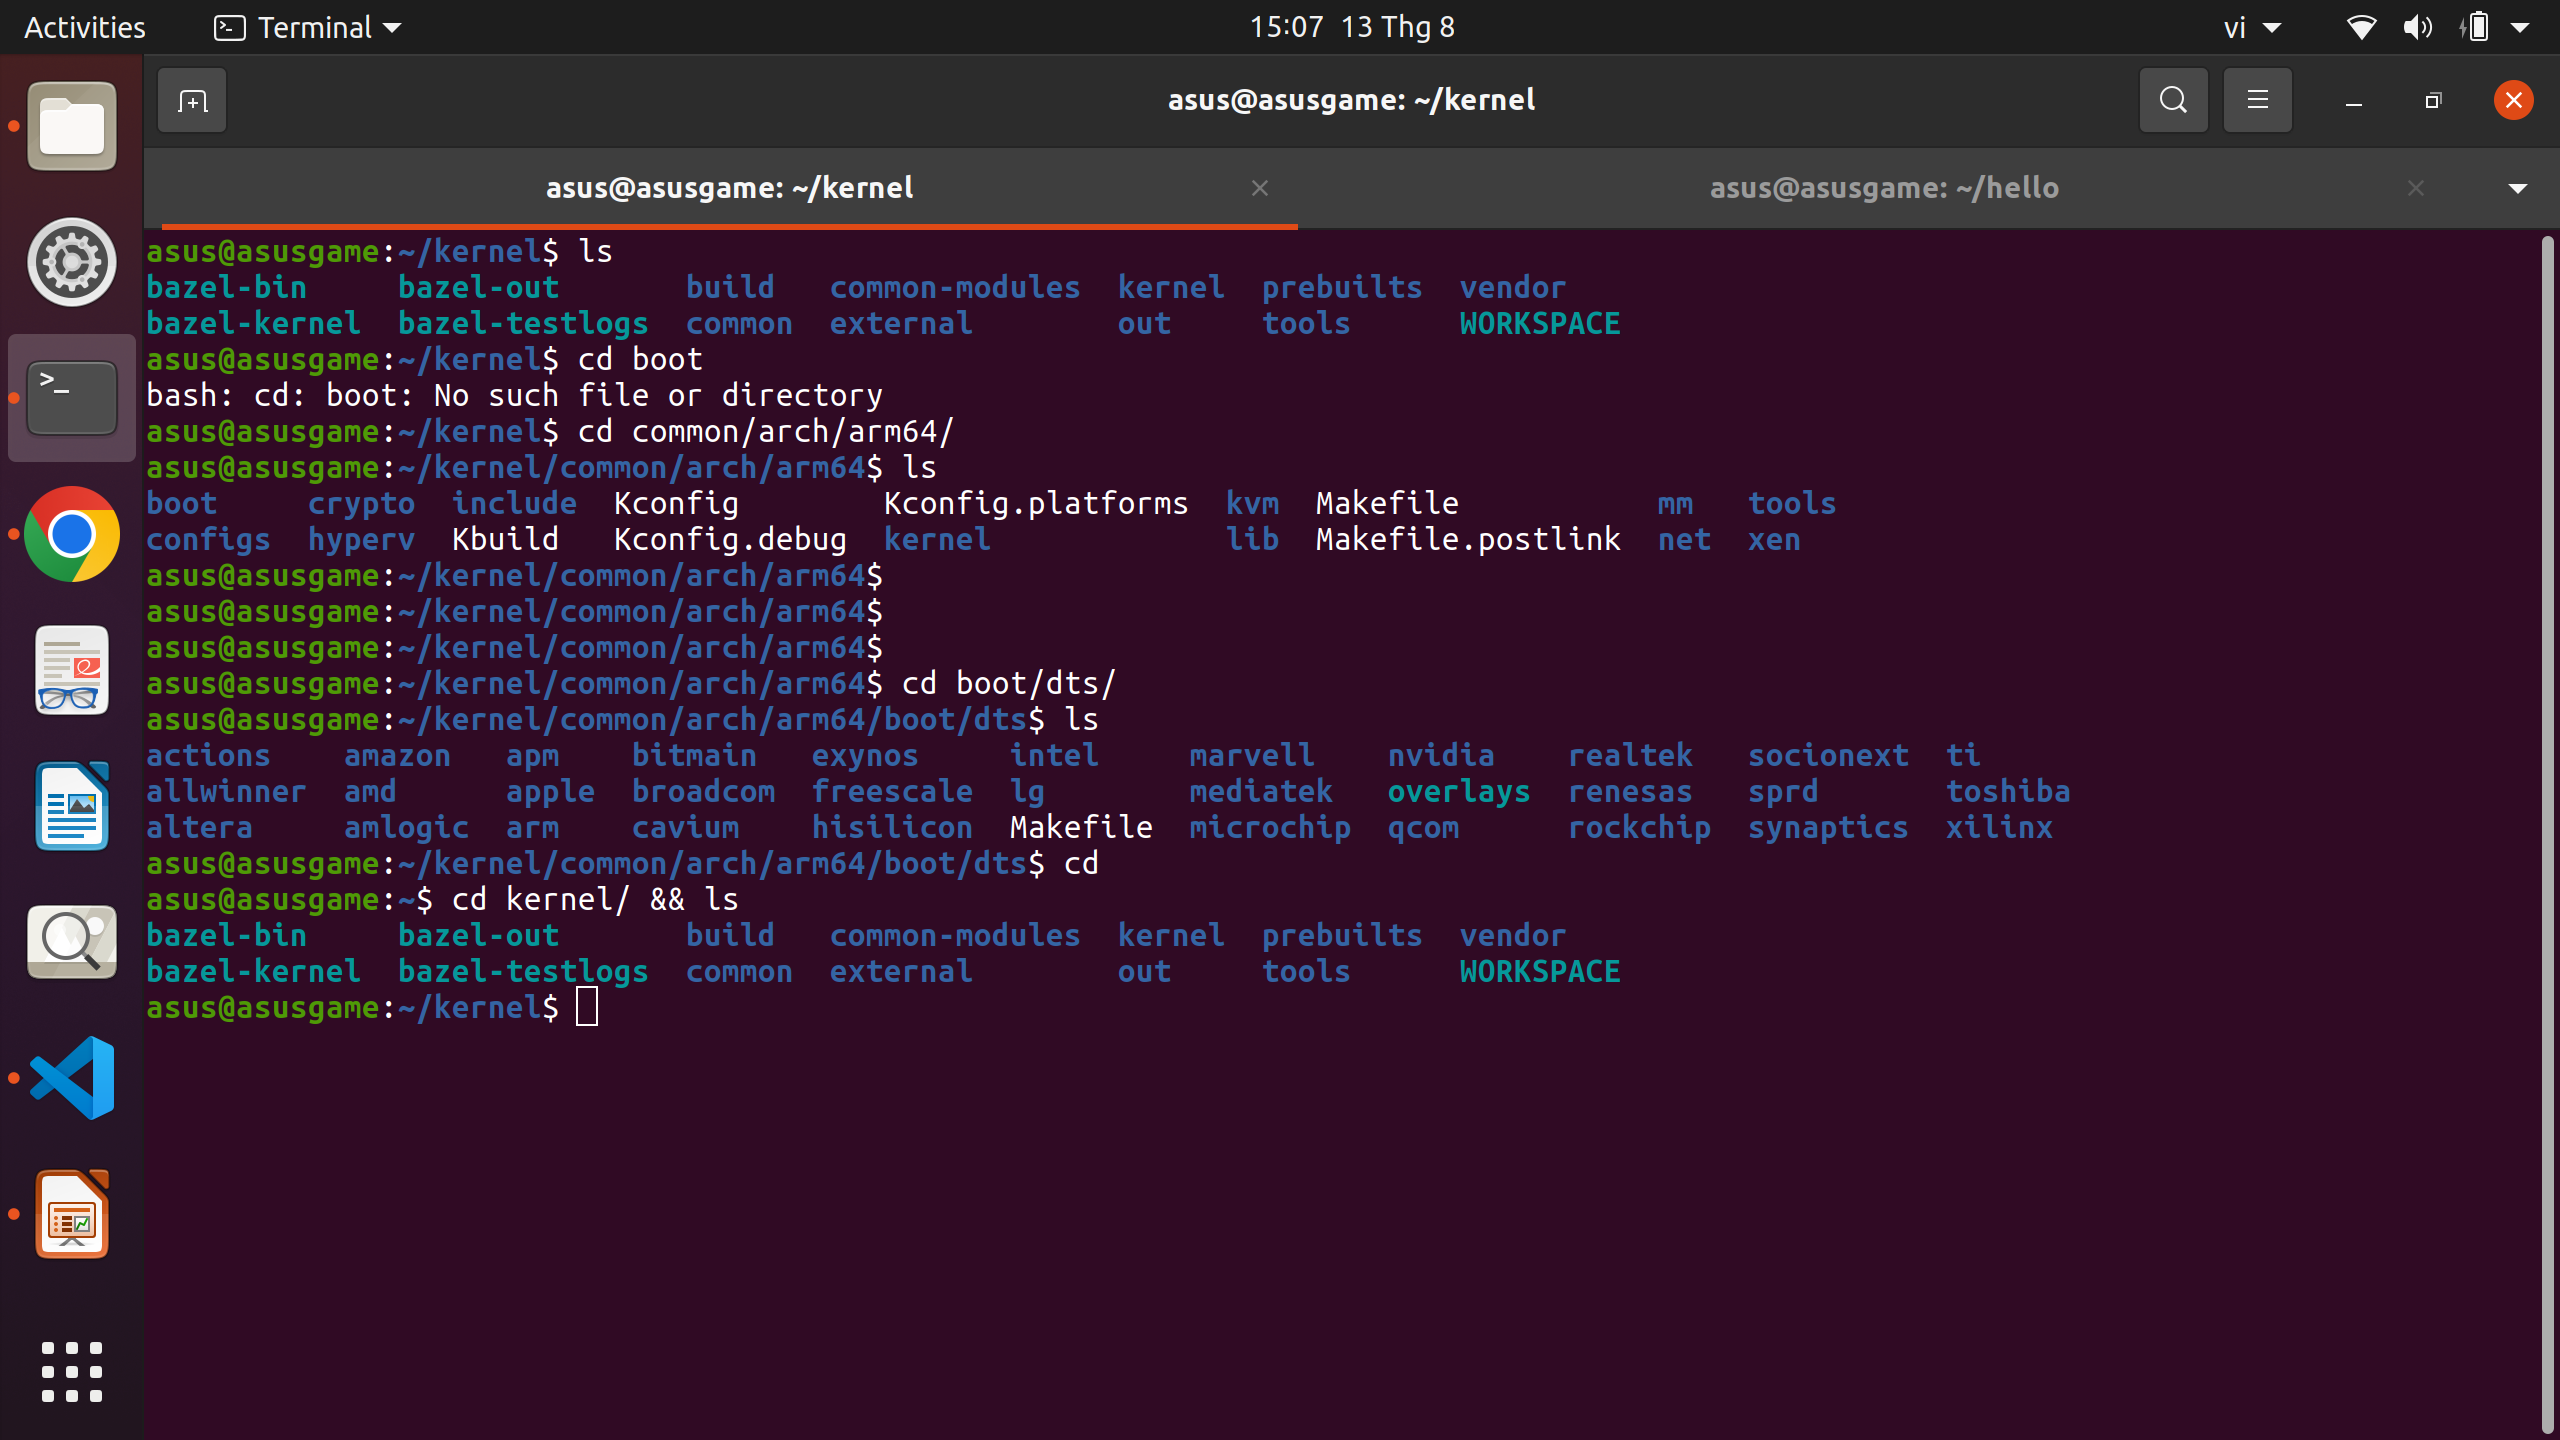 Activities Terminal 15:07 13 Thg 8 vi
asus@asusgame: ~/kernel
asus@asusgame: ~/kernel asus@asusgame: ~/hello
asus@asusgame:~/kernel$ ls
bazel-bin bazel-out build common-modules kernel prebuilts vendor
bazel-kernel bazel-testlogs common external out tools WORKSPACE
asus@asusgame:~/kernel$ cd boot
bash: cd: boot: No such file or directory
asus@asusgame:~/kernel$ cd common/arch/arm64/
asus@asusgame:~/kernel/common/arch/arm64$ ls
boot crypto include Kconfig Kconfig.platforms kvm Makefile mm tools
configs hyperv Kbuild Kconfig.debug kernel lib Makefile.postlink net xen
asus@asusgame:~/kernel/common/arch/arm64$
asus@asusgame:~/kernel/common/arch/arm64$
asus@asusgame:~/kernel/common/arch/arm64$
asus@asusgame:~/kernel/common/arch/arm64$ cd boot/dts/
asus@asusgame:~/kernel/common/arch/arm64/boot/dts$ ls
actions amazon apm bitmain exynos intel marvell nvidia realtek socionext ti
allwinner amd apple broadcom freescale lg mediatek overlays renesas sprd toshiba
altera amlogic arm cavium hisilicon Makefile microchip qcom rockchip synaptics xilinx
asus@asusgame:~/kernel/common/arch/arm64/boot/dts$ cd
asus@asusgame:~$ cd kernel/ && ls
bazel-bin bazel-out build common-modules kernel prebuilts vendor
bazel-kernel bazel-testlogs common external out tools WORKSPACE
asus@asusgame:~/kernel$